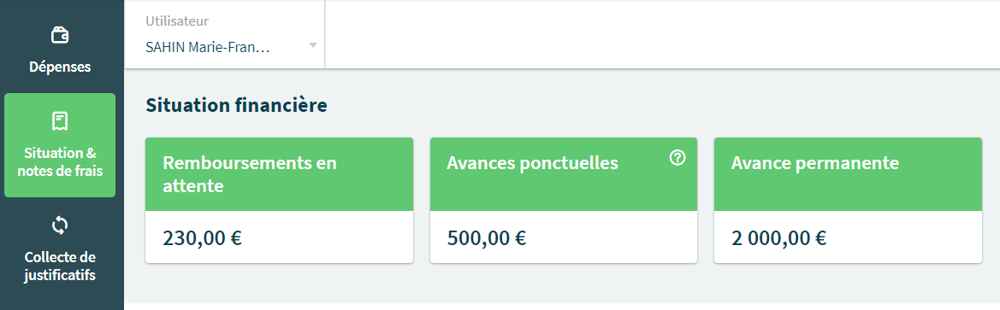 Dépenses
Situation &
notes de frais
Collecte de
justificatifs
Utilisateur
SAHIN Marie-Fran…
Situation financière
Remboursements en
attente
230,00 €
Avances ponctuelles
500,00 €
Avance permanente
2 000,00 €